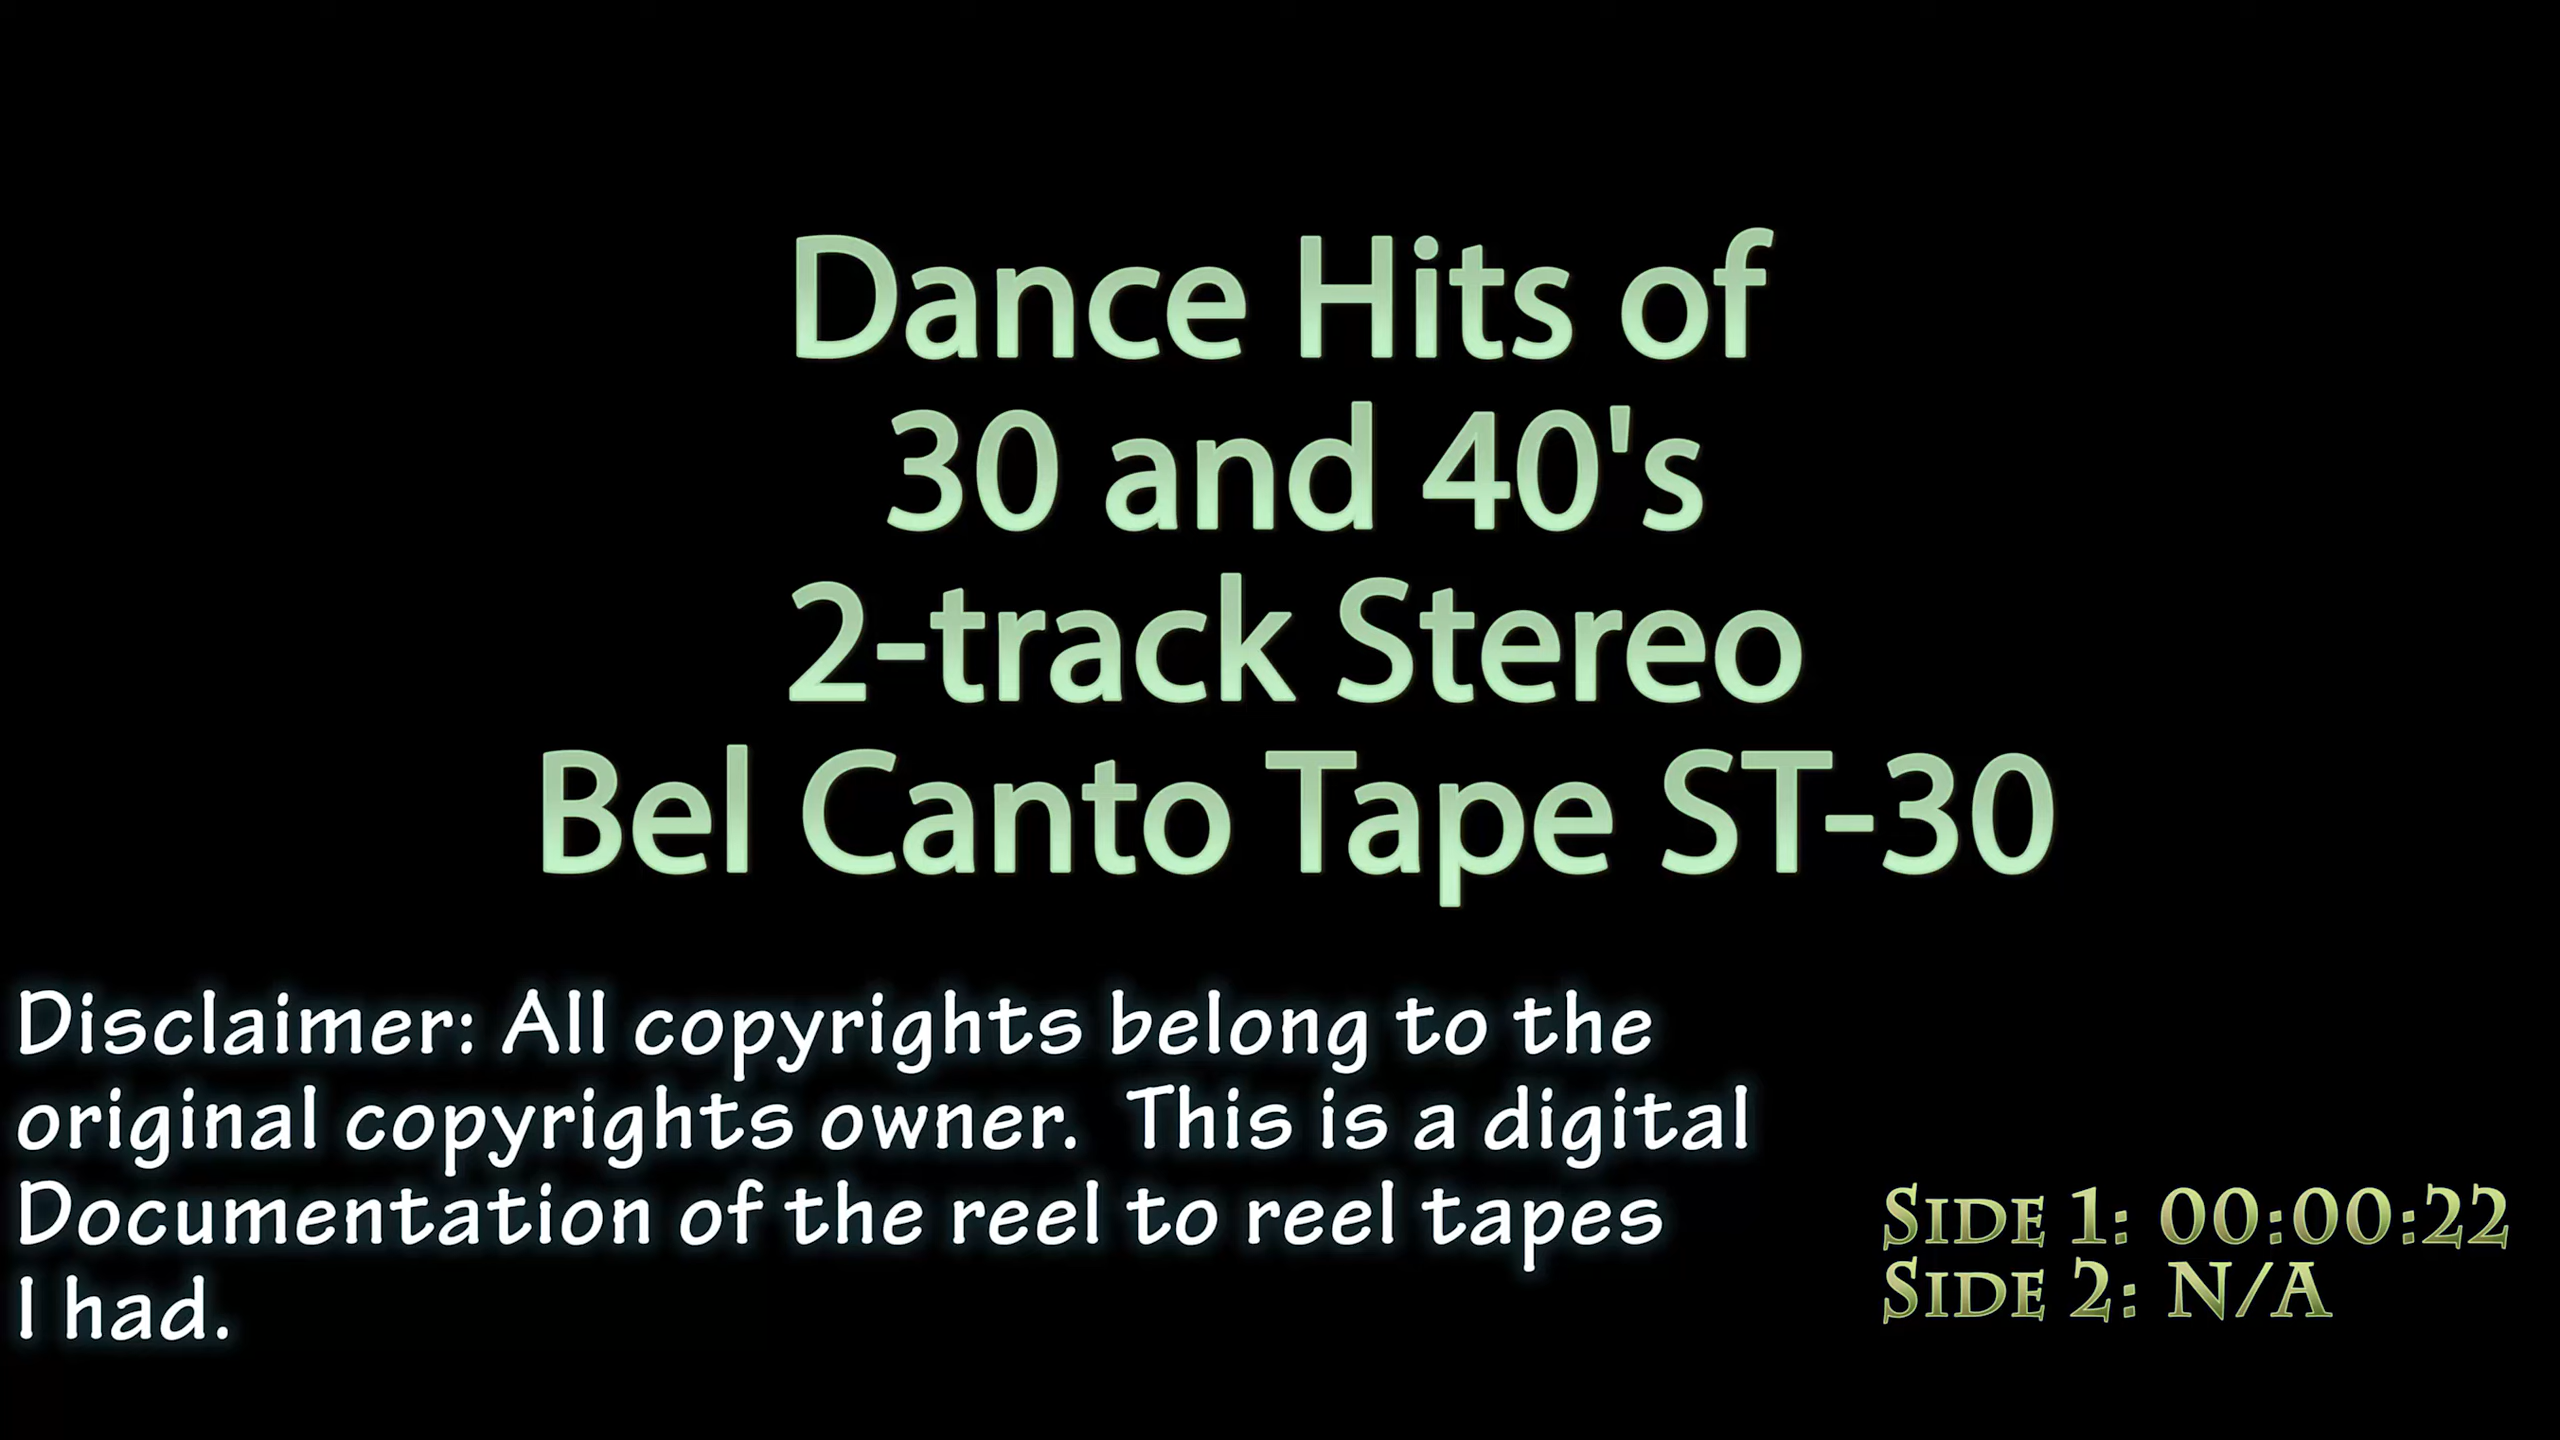 Dance Hits of
30 and 40's
2-track Stereo
Bel Canto Tape ST-30
Disclaimer: All copyrights belong to the
original copyrights owner.  This is a digital
Documentation of the reel to reel tapes
I had.
Side 1: 00:00:22
Side 2: N/A